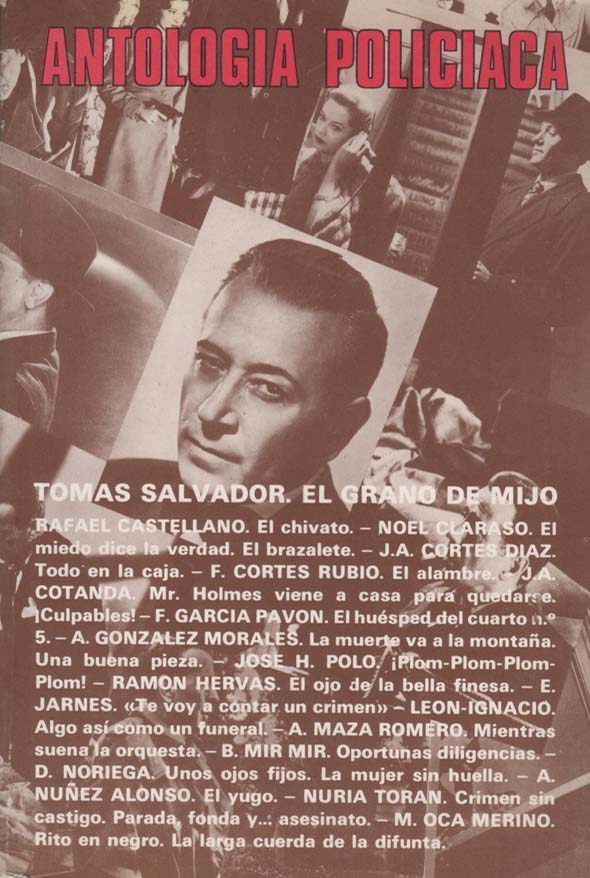 ANTOLOGIA POLICIACA
LUNG
TOMAS SALVADOR. EL GRANO DE MIJO
RAFAEL CASTELLANO. El chivato. – NOEL CLARASO. El
miedo dice la verdad. El brazalete. – J.A. CORTES DIAZ.
Todo en la caja. – F. CORTES RUBIO. El alambre. – J.A.
COTANDA. Mr. Holmes viene a casa para quedarse.
¡Culpables! – F. GARCIA PAVON. El huésped del cuarto n.º
5. – A. GONZALEZ MORALES. La muerte va a la montaña.
Una buena pieza. – JOSE H. POLO. ¡Plom-Plom-Plom-
Plom! – RAMON HERVAS. El ojo de la bella finesa. – E.
JARNES. «Te voy a contar un crimen» – LEON-IGNACIO.
Algo así como un funeral. – A. MAZA ROMERO. Mientras
suena la orquesta. – B. MIR MIR. Oportunas diligencias. –
D. NORIEGA. Unos ojos fijos. La mujer sin huella. – A.
NUÑEZ ALONSO. El yugo. – NURIA TORAN. Crimen sin
castigo. Parada, fonda y... asesinato. – M. OCA MERINO.
Rito en negro. La larga cuerda de la difunta.